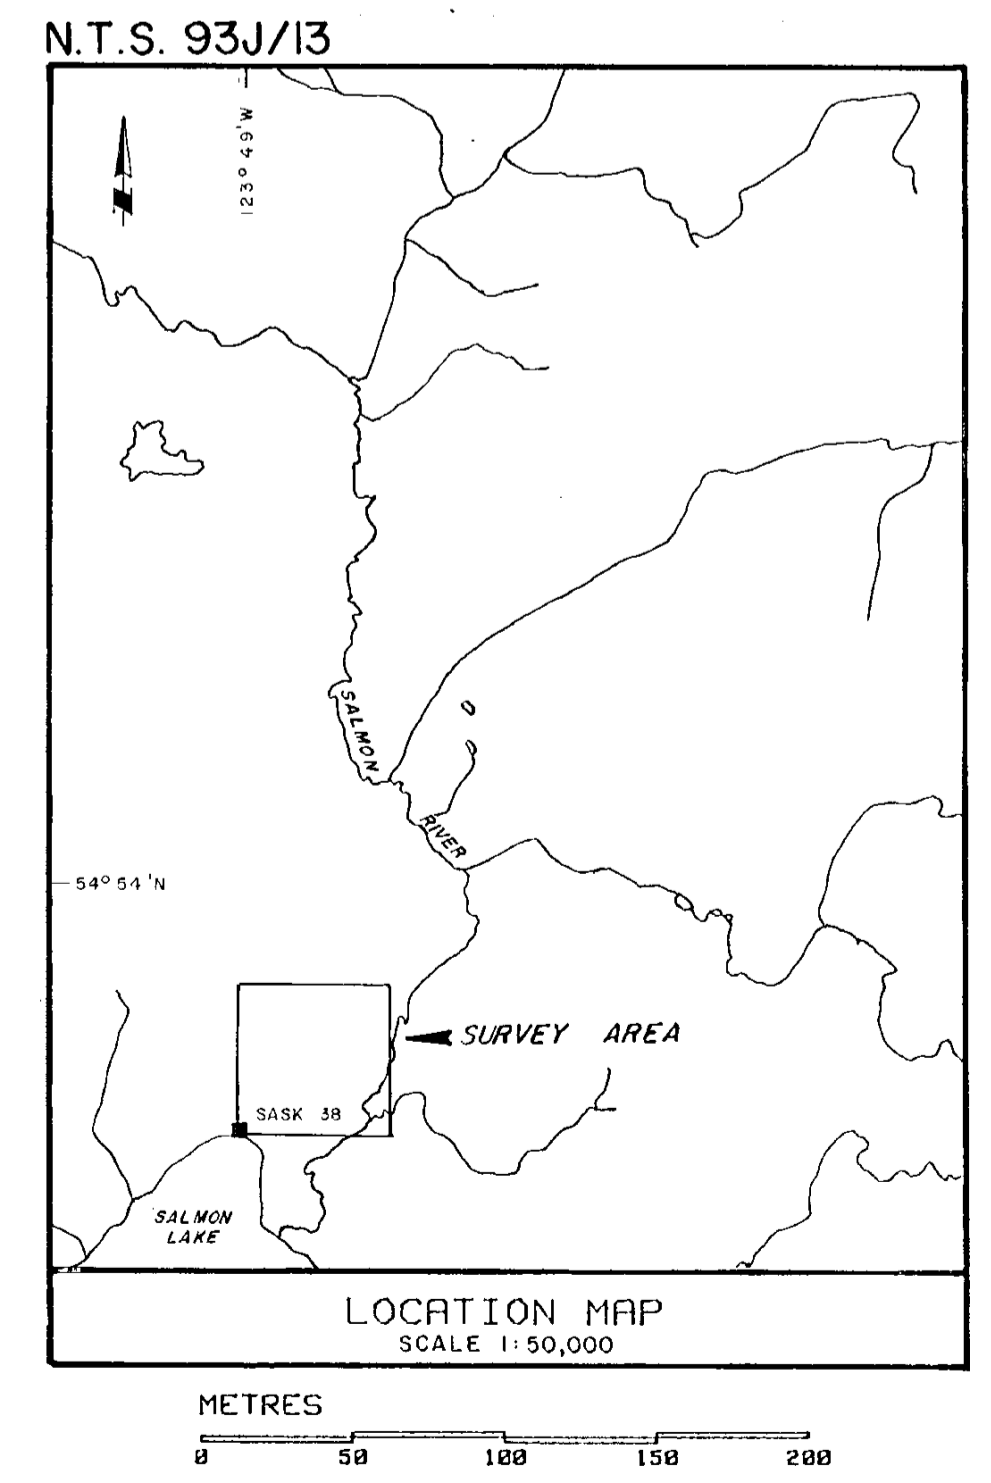 N.T.S. 93J/13
123° 49'W
SALMON
RIVER
54° 54'N
SURVEY AREA
SASK 38
SALMON
LAKE
LOCATION MAP
SCALE 1:50,000
METRES
0 50 100 150 200